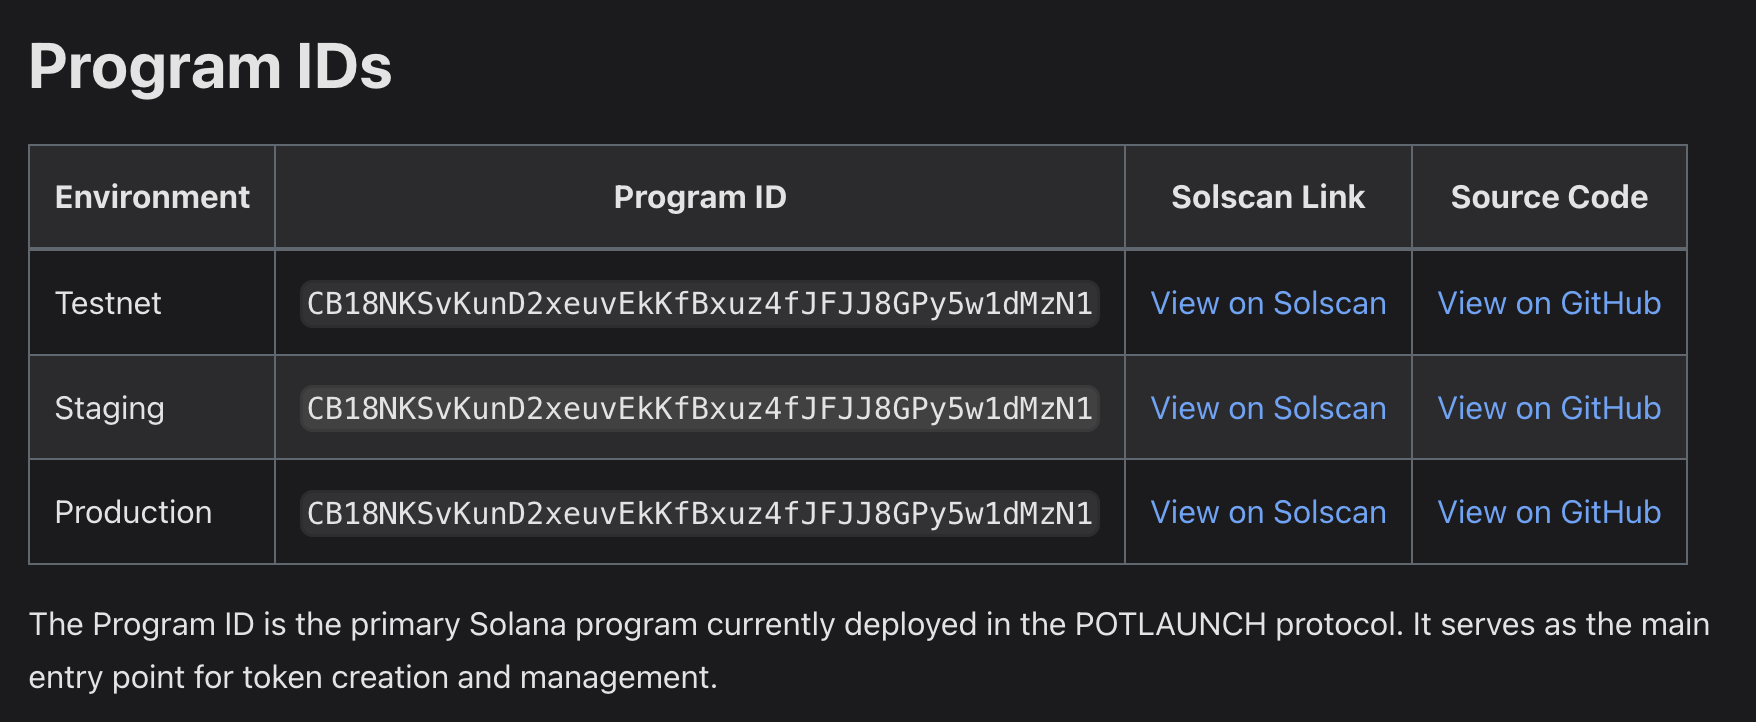 Program IDs
Environment Program ID Solscan Link Source Code
Testnet CB18NKSvKunD2xeuvEkKfBxuz4fJFJJ8GPy5w1dMzN1 View on Solscan View on GitHub
Staging CB18NKSvKunD2xeuvEkKfBxuz4fJFJJ8GPy5w1dMzN1 View on Solscan View on GitHub
Production CB18NKSvKunD2xeuvEkKfBxuz4fJFJJ8GPy5w1dMzN1 View on Solscan View on GitHub
The Program ID is the primary Solana program currently deployed in the POTLAUNCH protocol. It serves as the main
entry point for token creation and management.